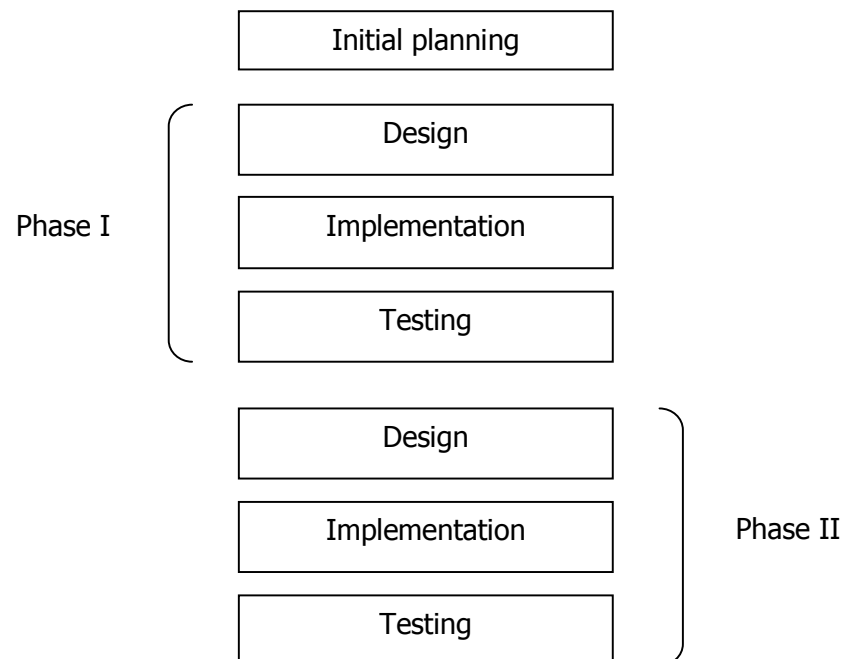 Initial planning
Design
Phase I
Implementation
Testing
Design
Implementation
Phase II
Testing